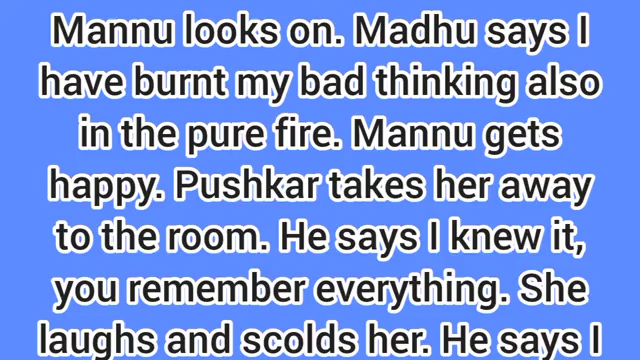 Mannu looks on. Madhu says I
have burnt my bad thinking also
in the pure fire. Mannu gets
happy. Pushkar takes her away
to the room. He says I knew it,
you remember everything. She
laughs and scolds her. He says I